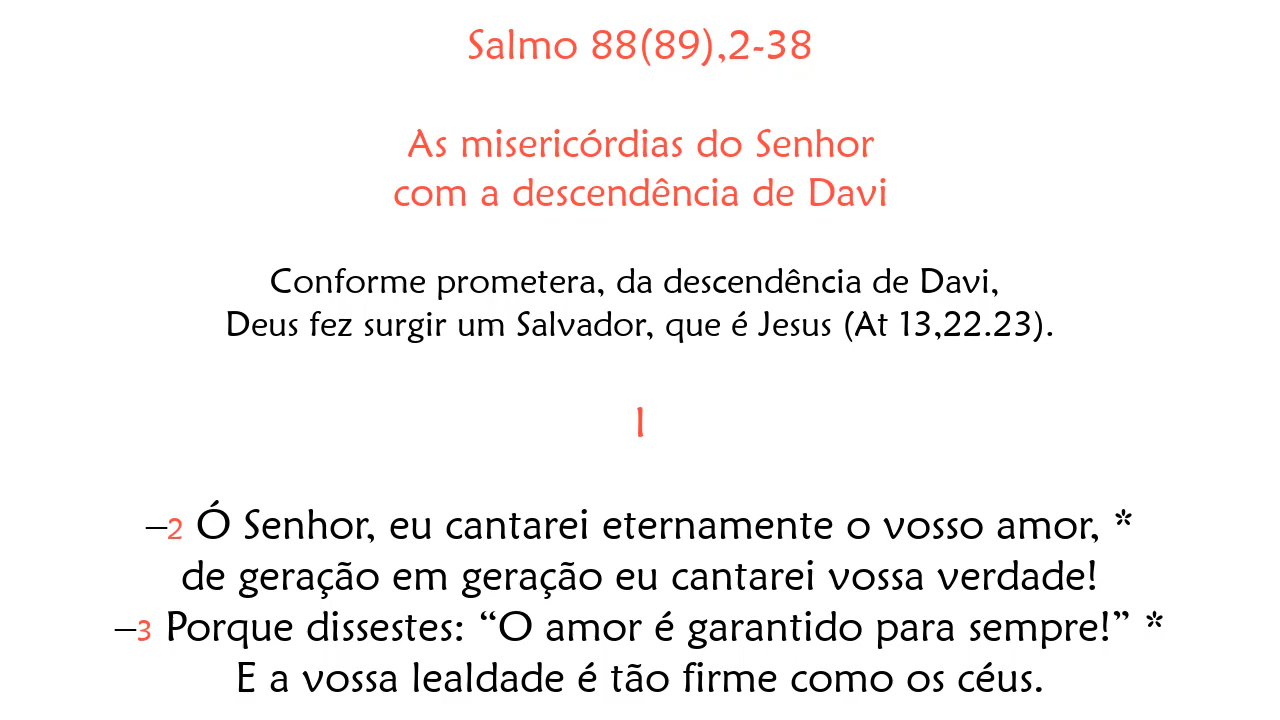 Salmo 88(89),2-38
As misericórdias do Senhor
com a descendência de Davi
Conforme prometera, da descendência de Davi,
Deus fez surgir um Salvador, que é Jesus (At 13,22.23).
I
–2 Ó Senhor, eu cantarei eternamente o vosso amor, *
de geração em geração eu cantarei vossa verdade!
–3 Porque dissestes: “O amor é garantido para sempre!” *
E a vossa lealdade é tão firme como os céus.